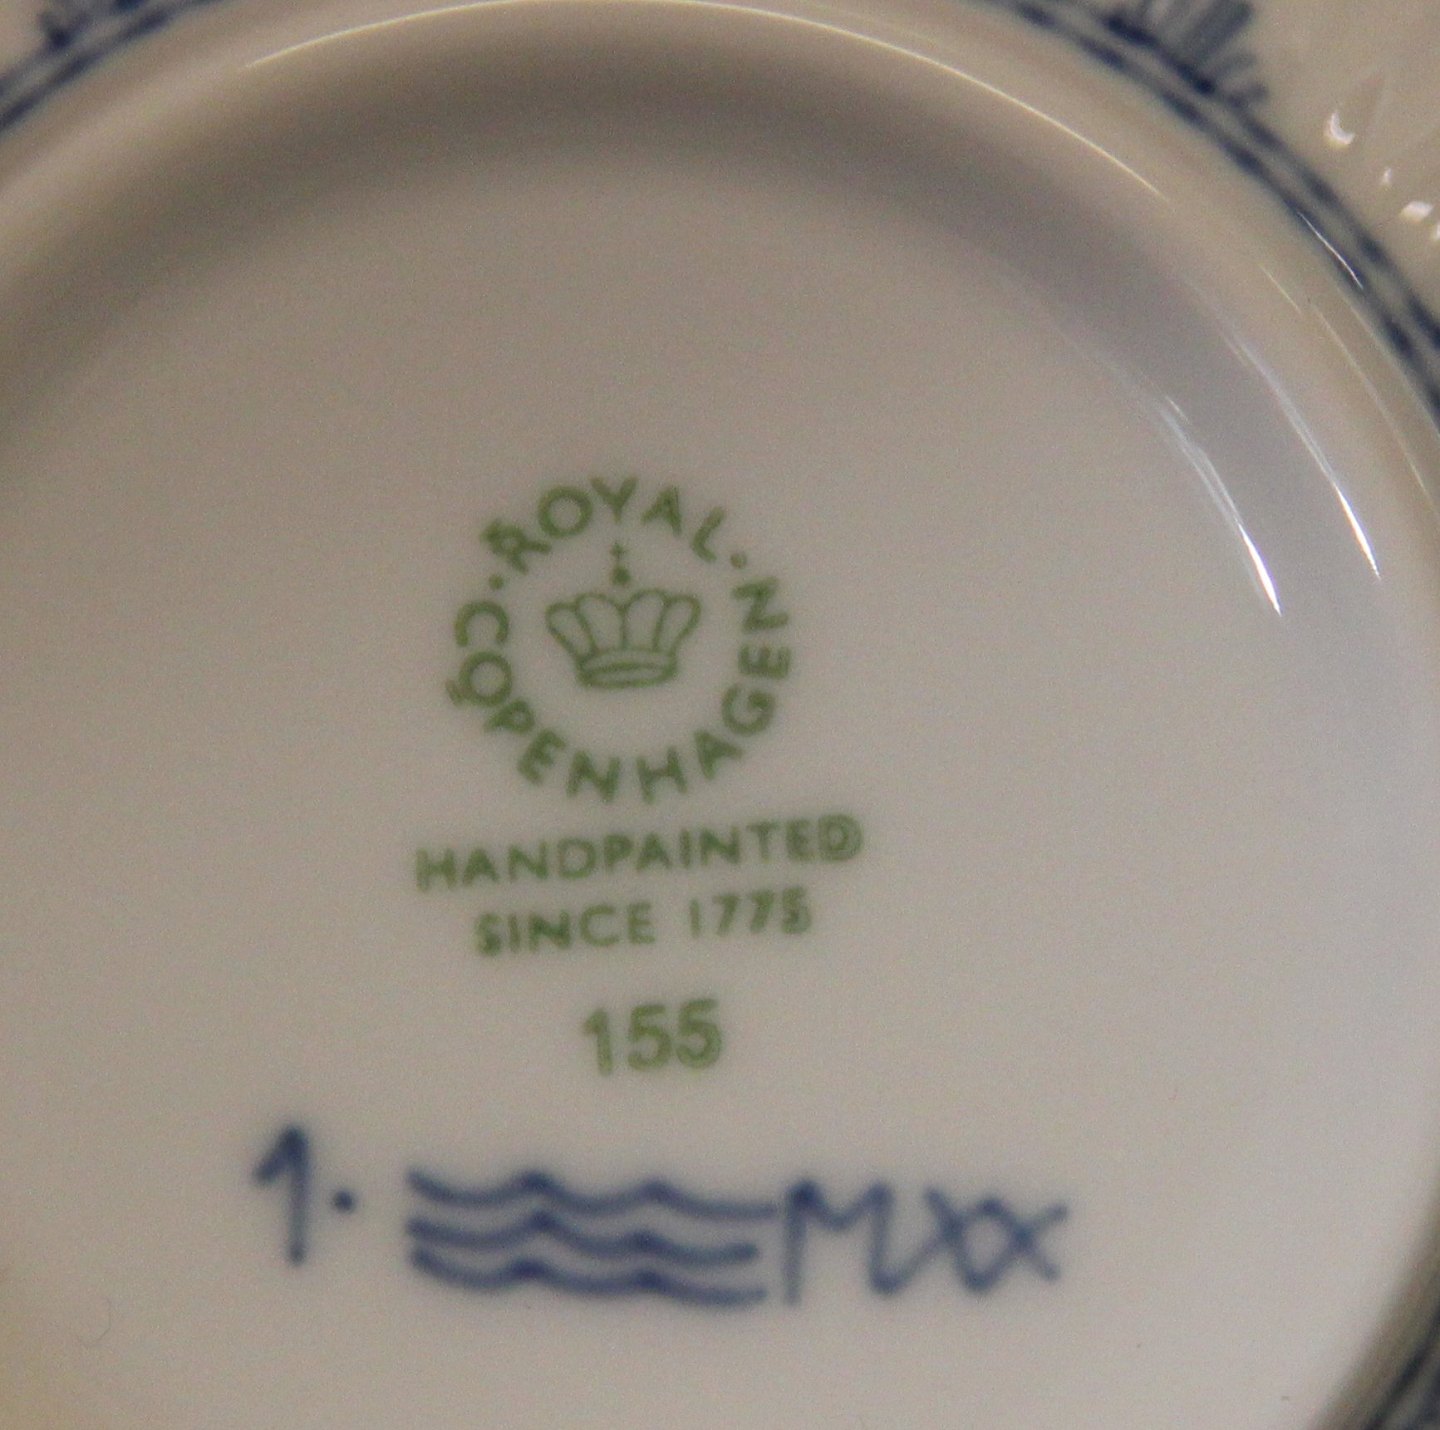 ROYAL · COPENHAGEN ·
HANDPAINTED
SINCE 1775
155
1. MXX